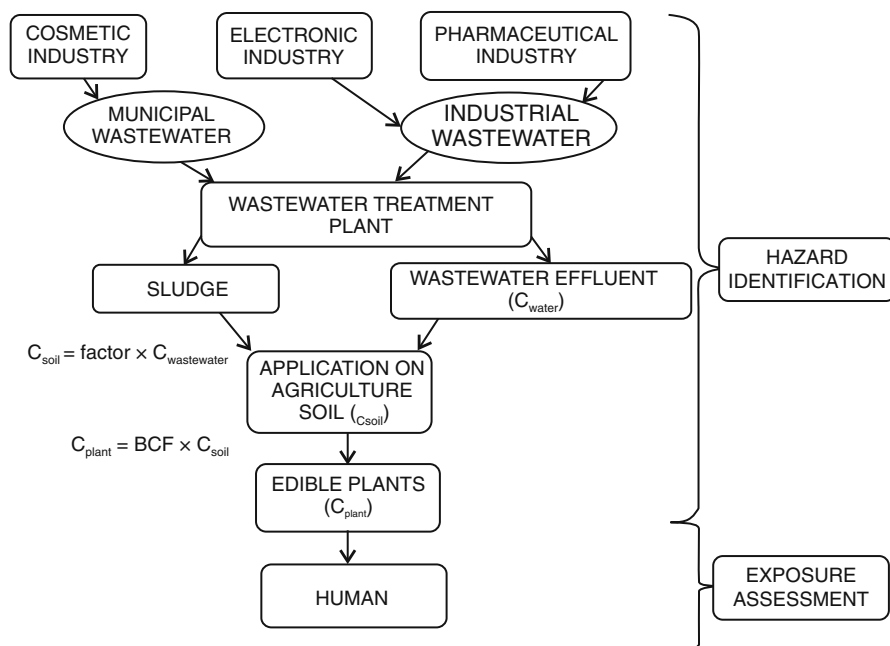 COSMETIC
INDUSTRY
ELECTRONIC
INDUSTRY
PHARMACEUTICAL
INDUSTRY
MUNICIPAL
WASTEWATER
INDUSTRIAL
WASTEWATER
WASTEWATER TREATMENT
PLANT
SLUDGE
WASTEWATER EFFLUENT
(Cwater)
HAZARD
IDENTIFICATION
Csoil = factor × Cwastewater
APPLICATION ON
AGRICULTURE
SOIL (Csoil)
Cplant = BCF × Csoil
EDIBLE PLANTS
(Cplant)
HUMAN
EXPOSURE
ASSESSMENT